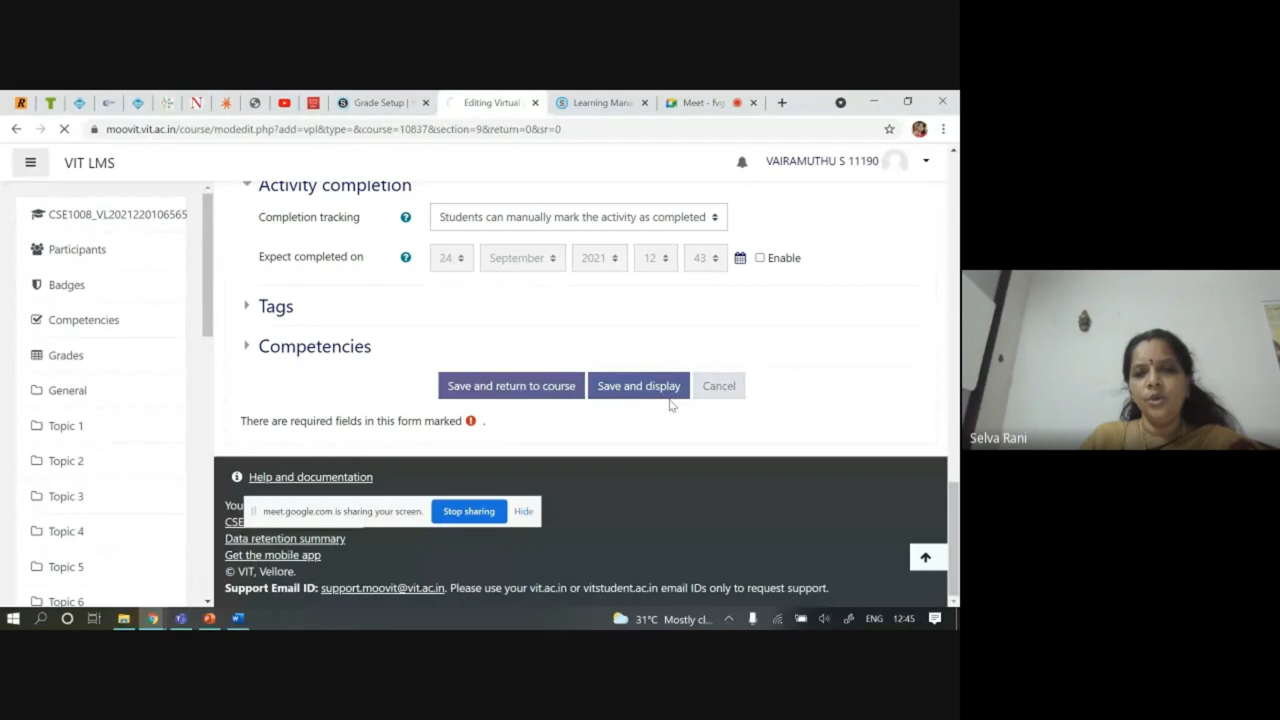 Grade Setup |
Editing Virtual
Learning Mana
Meet - fvg
moovit.vit.ac.in/course/modedit.php?add=vpl&type=&course=10837&section=9&return=0&sr=0
VIT LMS
VAIRAMUTHU S 11190
CSE1008_VL2021220106565
Participants
Badges
Competencies
Grades
General
Topic 1
Topic 2
Topic 3
Topic 4
Topic 5
Topic 6
Activity completion
Completion tracking
Students can manually mark the activity as completed
Expect completed on
24 September 2021 12 43 Enable
Tags
Competencies
Save and return to course Save and display Cancel
There are required fields in this form marked .
Help and documentation
You
meet.google.com is sharing your screen. Stop sharing Hide
CSE
Data retention summary
Get the mobile app
© VIT, Vellore.
Support Email ID: support.moovit@vit.ac.in. Please use your vit.ac.in or vitstudent.ac.in email IDs only to request support.
31°C Mostly cl... ENG 12:45
Selva Rani